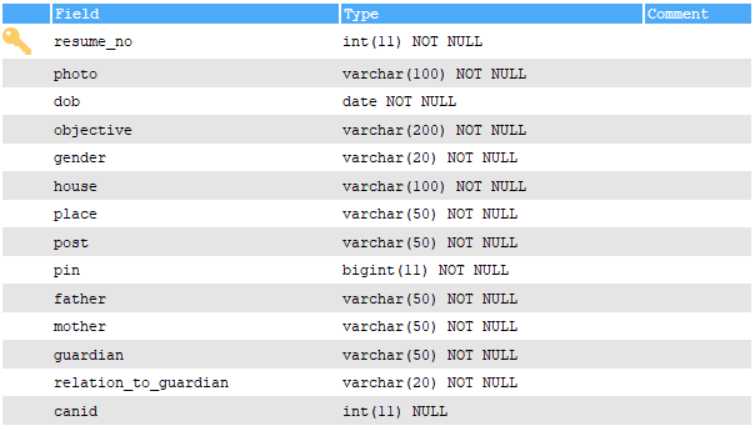 Field Type Comment
resume_no int(11) NOT NULL
photo varchar(100) NOT NULL
dob date NOT NULL
objective varchar(200) NOT NULL
gender varchar(20) NOT NULL
house varchar(100) NOT NULL
place varchar(50) NOT NULL
post varchar(50) NOT NULL
pin bigint(11) NOT NULL
father varchar(50) NOT NULL
mother varchar(50) NOT NULL
guardian varchar(50) NOT NULL
relation_to_guardian varchar(20) NOT NULL
canid int(11) NULL